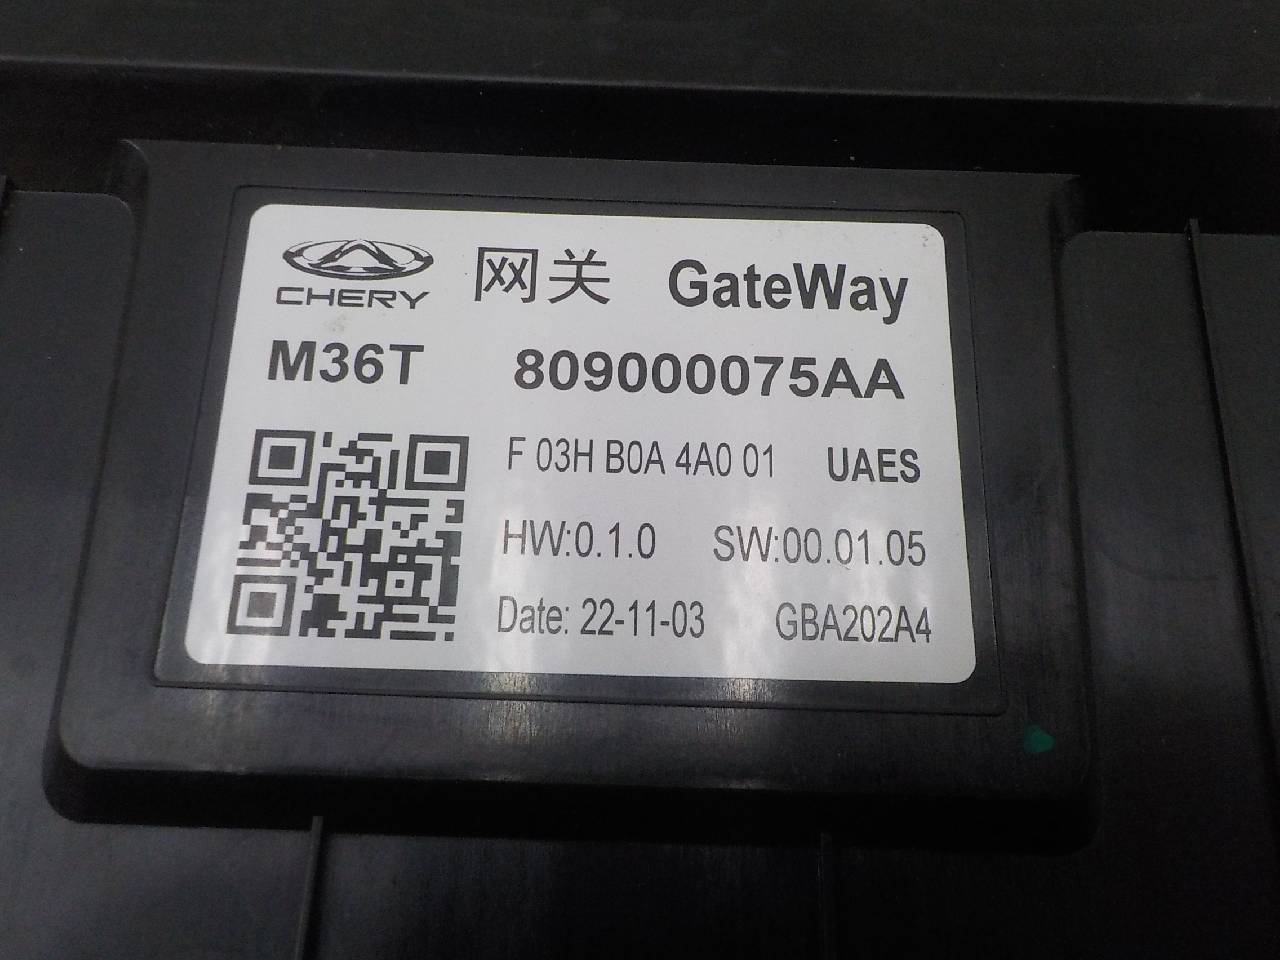 CHERY 网关 GateWay
M36T 809000075AA
F 03H B0A 4A0 01 UAES
HW:0.1.0 SW:00.01.05
Date: 22-11-03 GBA202A4